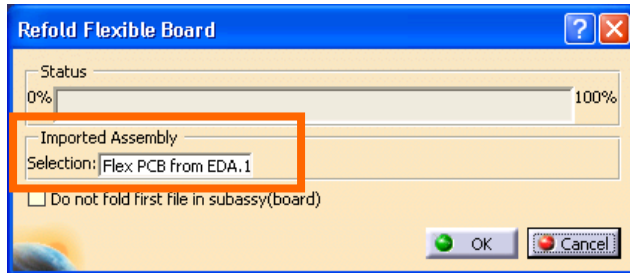 Refold Flexible Board
Status
0% 100%
Imported Assembly
Selection: Flex PCB from EDA.1
Do not fold first file in subassy(board)
OK Cancel